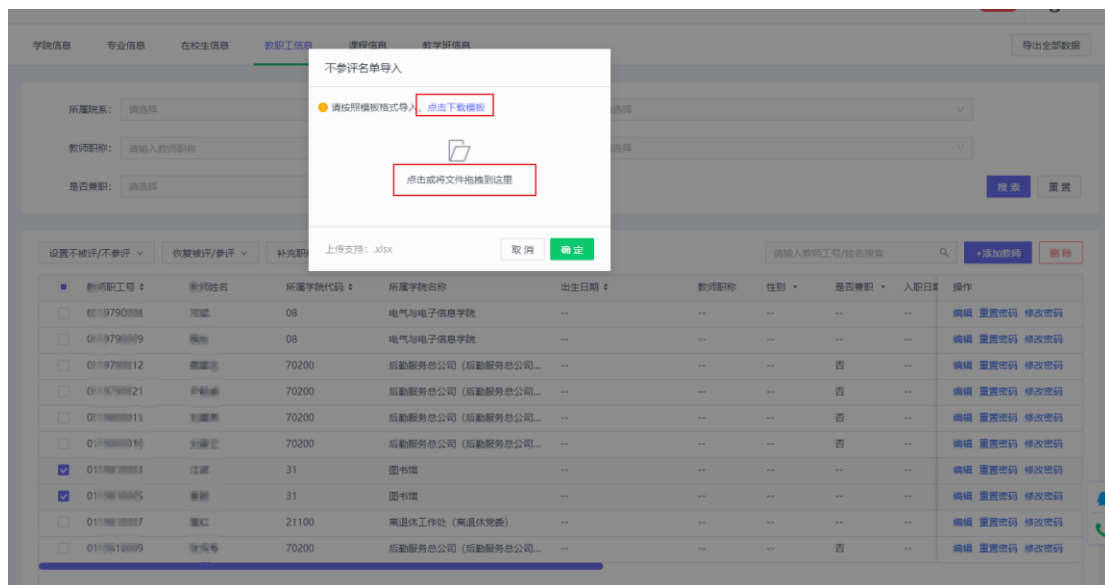 学院信息 专业信息 在校生信息 教职工信息 课程信息 教学班信息 导出全部数据
不参评名单导入
请按照模板格式导入，点击下载模板
点击或将文件拖拽到这里
上传支持：.xlsx 取消 确定
所属院系： 请选择 选择
教师职称： 请输入教师职称 选择
是否兼职： 请选择 搜索 重置
设置不被评/不参评 恢复被评/参评 补充职 请输入教师工号/姓名搜索 +添加教师 删除
教师职工号 教师姓名 所属学院代码 所属学院名称 出生日期 教师职称 性别 是否兼职 入职日期 操作
08 电气与电子信息学院 -- -- -- -- -- 编辑 重置密码 修改密码
08 电气与电子信息学院 -- -- -- -- -- 编辑 重置密码 修改密码
70200 后勤服务总公司（后勤服务总公司... -- -- -- 否 -- 编辑 重置密码 修改密码
70200 后勤服务总公司（后勤服务总公司... -- -- -- 否 -- 编辑 重置密码 修改密码
70200 后勤服务总公司（后勤服务总公司... -- -- -- 否 -- 编辑 重置密码 修改密码
70200 后勤服务总公司（后勤服务总公司... -- -- -- 否 -- 编辑 重置密码 修改密码
31 图书馆 -- -- -- -- -- 编辑 重置密码 修改密码
31 图书馆 -- -- -- -- -- 编辑 重置密码 修改密码
21100 离退休工作处（离退休党委） -- -- -- -- -- 编辑 重置密码 修改密码
70200 后勤服务总公司（后勤服务总公司... -- -- -- 否 -- 编辑 重置密码 修改密码